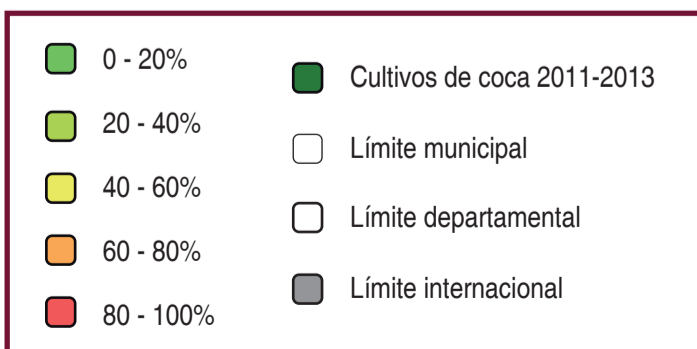 0 - 20%
20 - 40%
40 - 60%
60 - 80%
80 - 100%
Cultivos de coca 2011-2013
Límite municipal
Límite departamental
Límite internacional